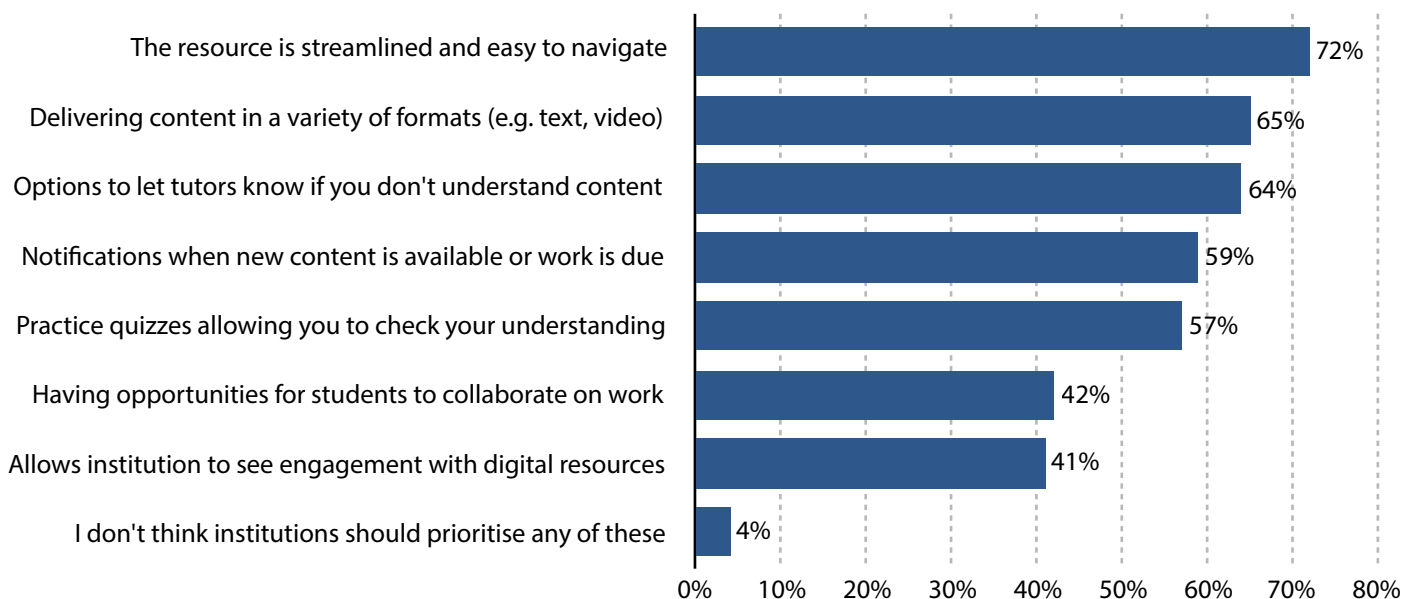 The resource is streamlined and easy to navigate
72%
Delivering content in a variety of formats (e.g. text, video)
65%
Options to let tutors know if you don't understand content
64%
Notifications when new content is available or work is due
59%
Practice quizzes allowing you to check your understanding
57%
Having opportunities for students to collaborate on work
42%
Allows institution to see engagement with digital resources
41%
I don't think institutions should prioritise any of these
4%
0% 10% 20% 30% 40% 50% 60% 70% 80%